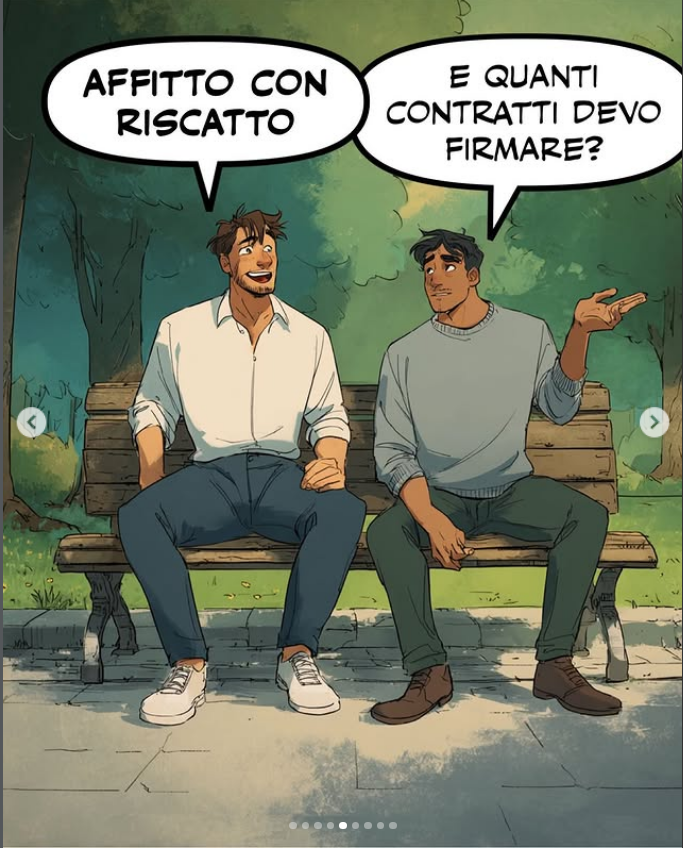 AFFITTO CON
RISCATTO
E QUANTI
CONTRATTI DEVO
FIRMARE?